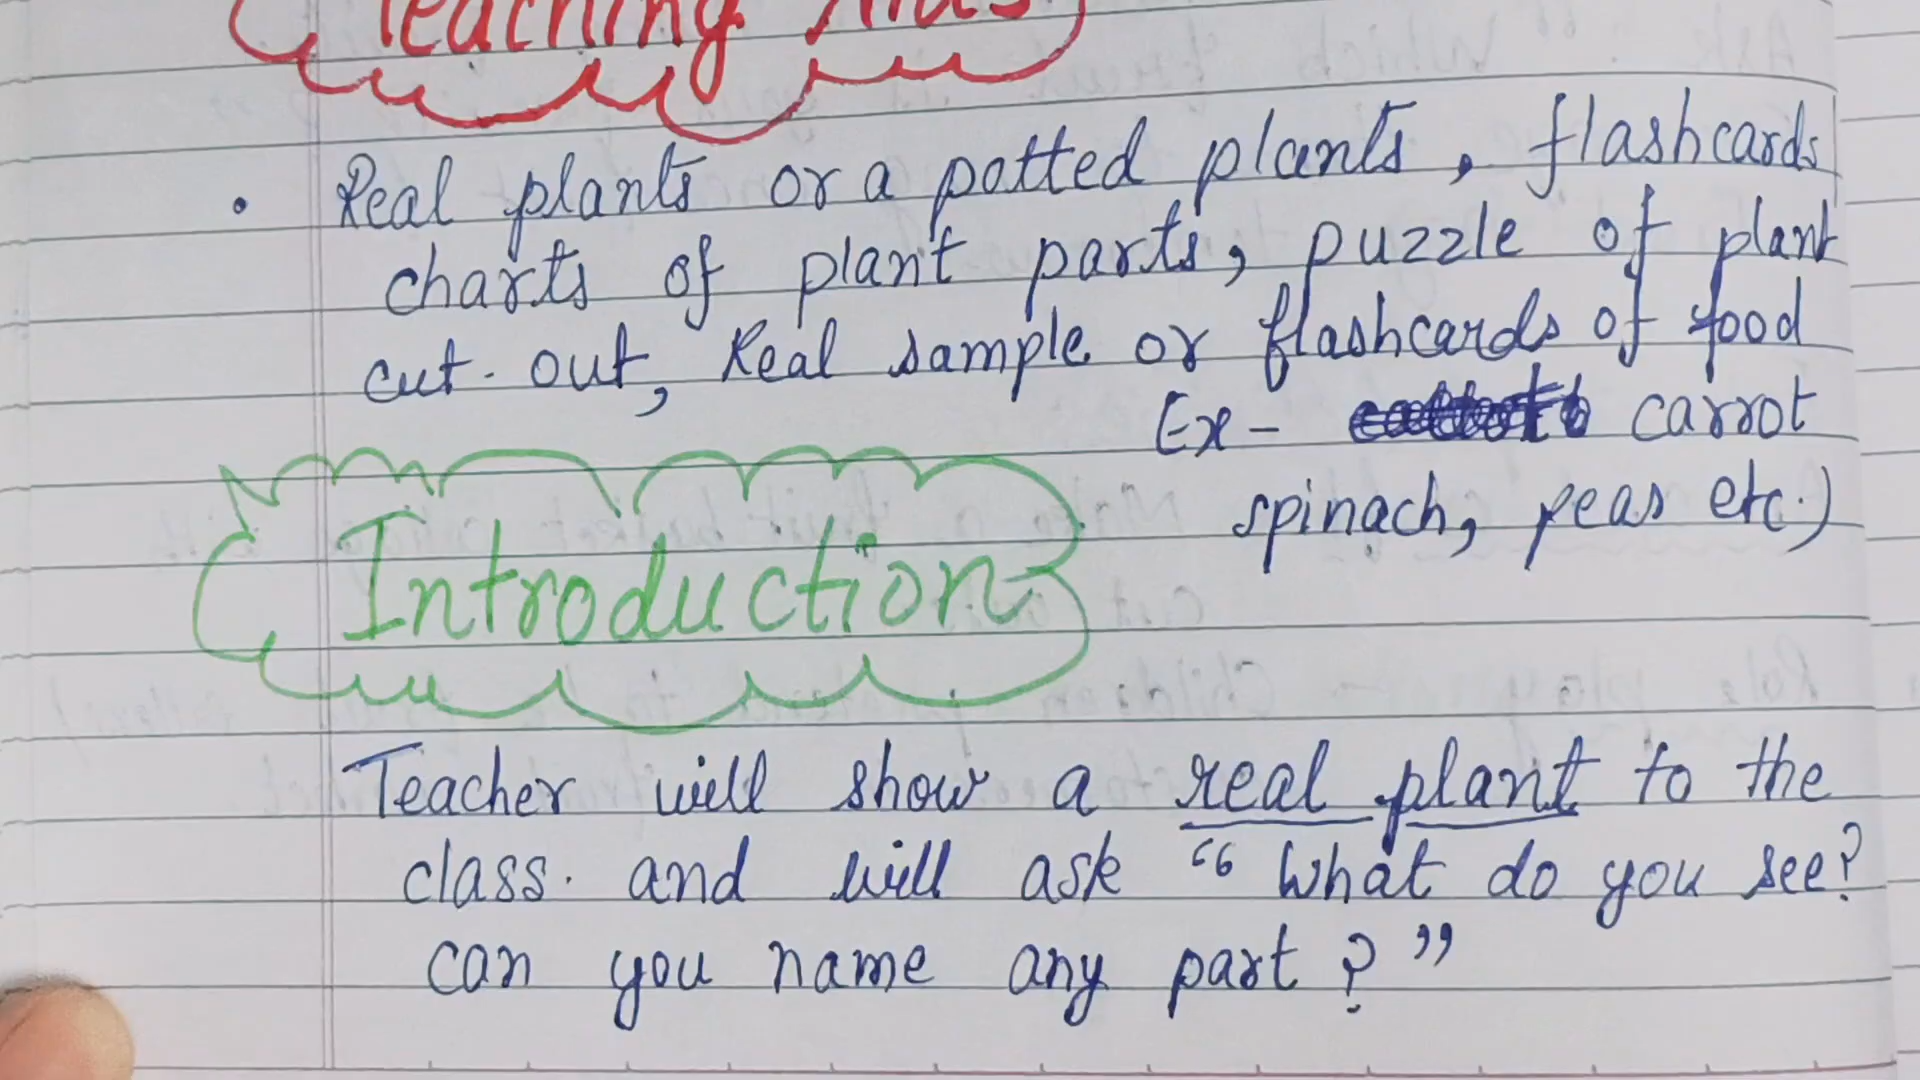 Teaching Aids
• Real plants or a potted plants, flashcards
charts of plant parts, puzzle of plant
cut-out, Real sample or flashcards of food
Ex- carrot
spinach, peas etc.)
Introduction
Teacher will show a real plant to the
class. and will ask "What do you see?
can you name any part?"